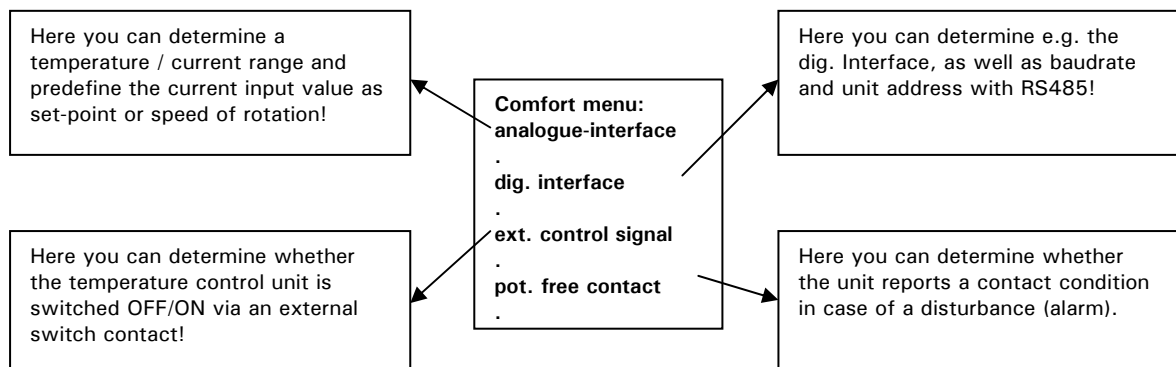 Here you can determine a
temperature / current range and
predefine the current input value as
set-point or speed of rotation!
Here you can determine e.g. the
dig. Interface, as well as baudrate
and unit address with RS485!
Comfort menu:
analogue-interface
.
dig. interface
.
ext. control signal
.
pot. free contact
.
Here you can determine whether
the temperature control unit is
switched OFF/ON via an external
switch contact!
Here you can determine whether
the unit reports a contact condition
in case of a disturbance (alarm).